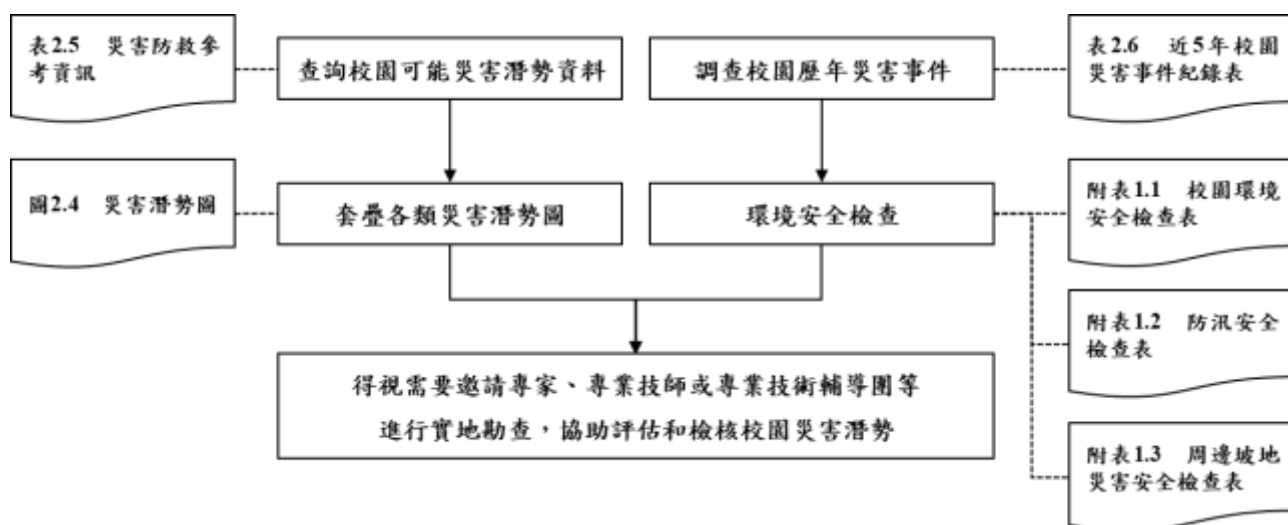 表2.5 災害防救參
考資訊
查詢校園可能災害潛勢資料
調查校園歷年災害事件
表2.6 近5年校園
災害事件紀錄表
圖2.4 災害潛勢圖
套疊各類災害潛勢圖
環境安全檢查
附表1.1 校園環境
安全檢查表
附表1.2 防汛安全
檢查表
得視需要邀請專家、專業技師或專業技術輔導團等
進行實地勘查，協助評估和檢核校園災害潛勢
附表1.3 周邊坡地
災害安全檢查表